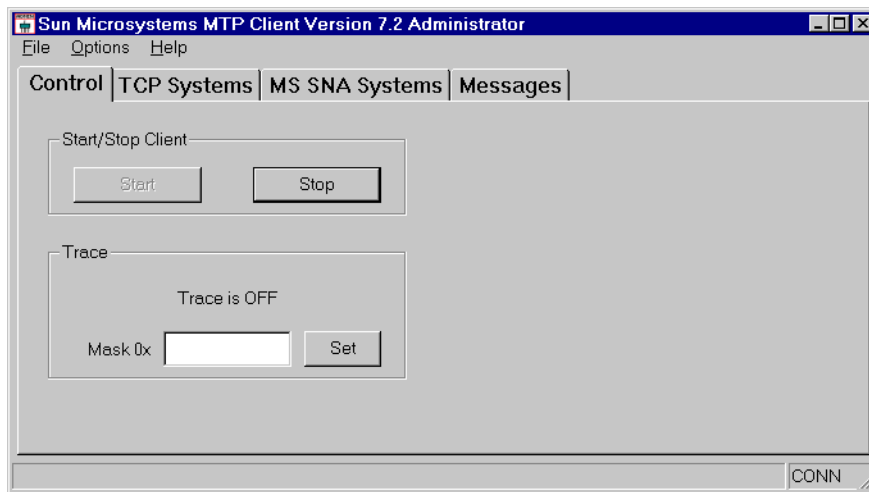 Sun Microsystems MTP Client Version 7.2 Administrator
File Options Help
Control TCP Systems MS SNA Systems Messages
Start/Stop Client
Start Stop
Trace
Trace is OFF
Mask 0x Set
CONN